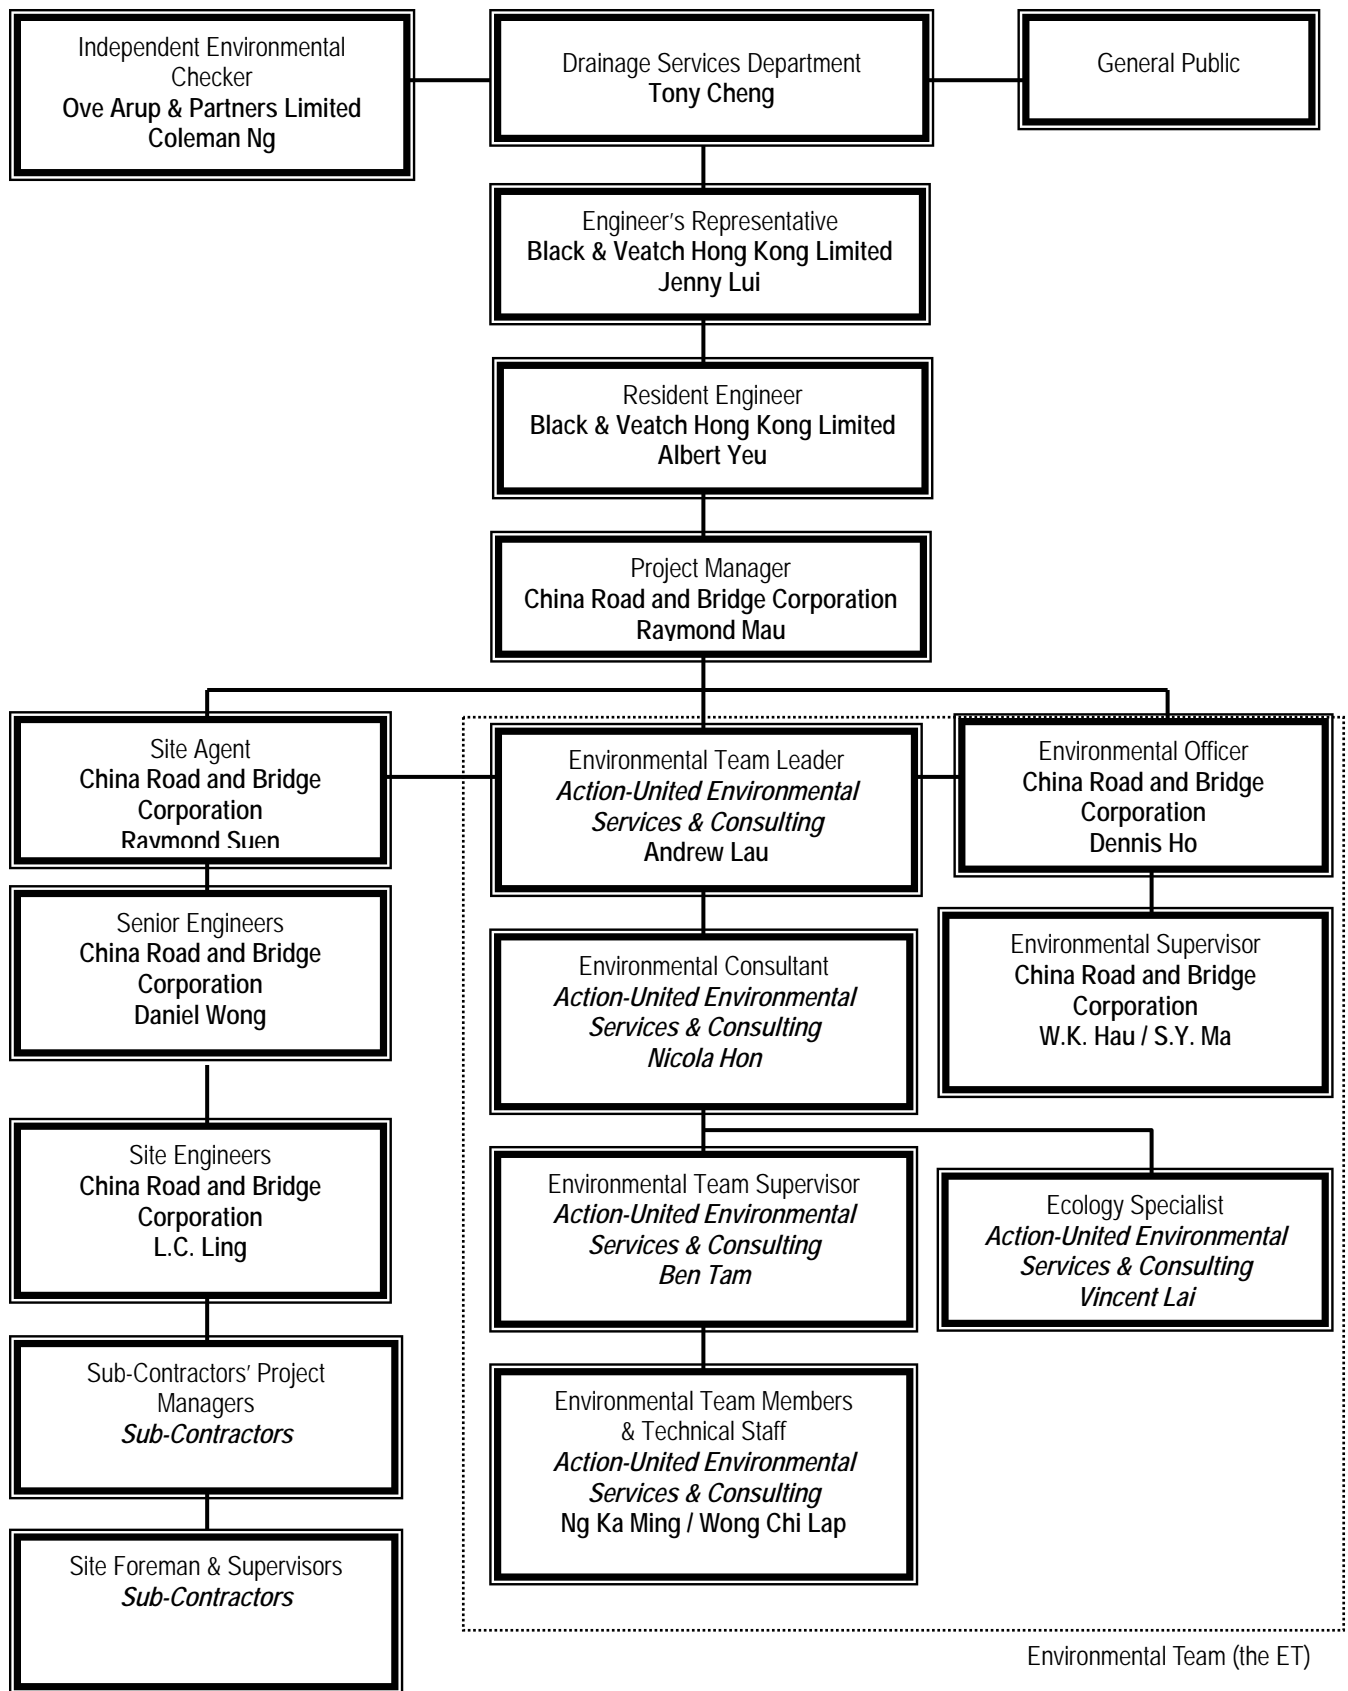 Independent Environmental
Checker
Ove Arup & Partners Limited
Coleman Ng
Drainage Services Department
Tony Cheng
General Public
Engineer's Representative
Black & Veatch Hong Kong Limited
Jenny Lui
Resident Engineer
Black & Veatch Hong Kong Limited
Albert Yeu
Project Manager
China Road and Bridge Corporation
Raymond Mau
Site Agent
China Road and Bridge
Corporation
Raymond Suen
Environmental Team Leader
Action-United Environmental
Services & Consulting
Andrew Lau
Environmental Officer
China Road and Bridge
Corporation
Dennis Ho
Senior Engineers
China Road and Bridge
Corporation
Daniel Wong
Environmental Consultant
Action-United Environmental
Services & Consulting
Nicola Hon
Environmental Supervisor
China Road and Bridge
Corporation
W.K. Hau / S.Y. Ma
Site Engineers
China Road and Bridge
Corporation
L.C. Ling
Environmental Team Supervisor
Action-United Environmental
Services & Consulting
Ben Tam
Ecology Specialist
Action-United Environmental
Services & Consulting
Vincent Lai
Sub-Contractors' Project
Managers
Sub-Contractors
Environmental Team Members
& Technical Staff
Action-United Environmental
Services & Consulting
Ng Ka Ming / Wong Chi Lap
Site Foreman & Supervisors
Sub-Contractors
Environmental Team (the ET)